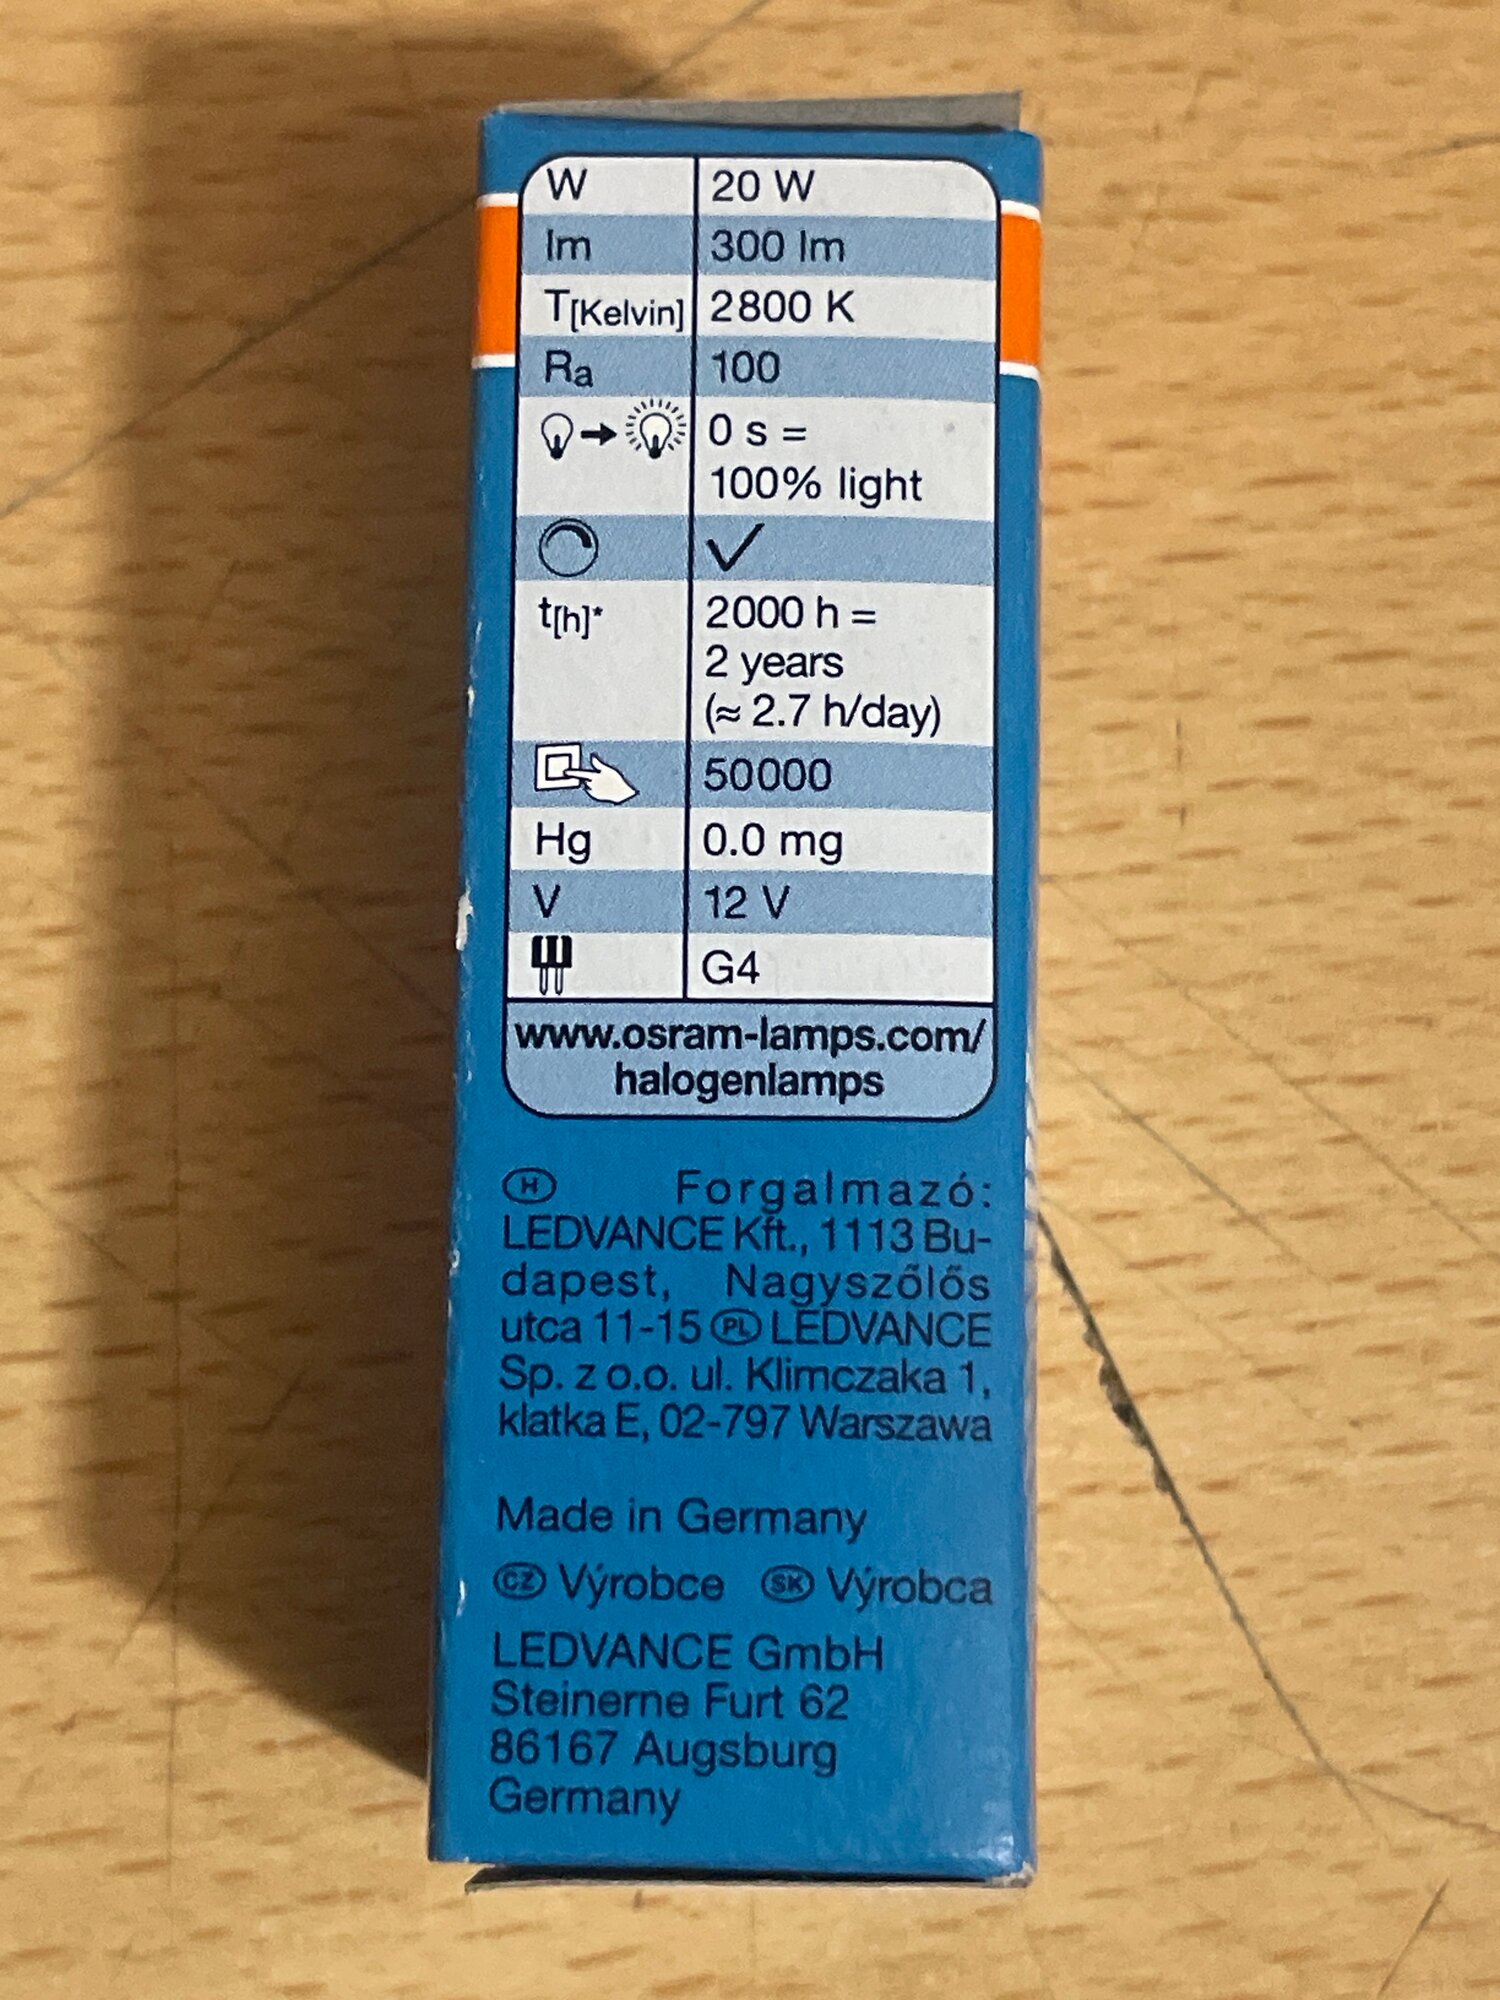 W 20 W
lm 300 lm
T[Kelvin] 2800 K
Ra 100
0 s =
100% light
t[h]* 2000 h =
2 years
(≈ 2.7 h/day)
50000
Hg 0.0 mg
V 12 V
G4
www.osram-lamps.com/
halogenlamps
H Forgalmazó:
LEDVANCE Kft., 1113 Bu-
dapest, Nagyszőlős
utca 11-15 PL LEDVANCE
Sp. z o.o. ul. Klimczaka 1,
klatka E, 02-797 Warszawa
Made in Germany
CZ Výrobce SK Výrobca
LEDVANCE GmbH
Steinerne Furt 62
86167 Augsburg
Germany